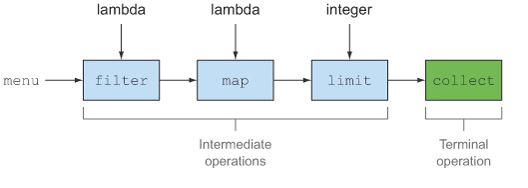 lambda lambda integer
menu filter map limit collect
Intermediate Terminal
operations operation